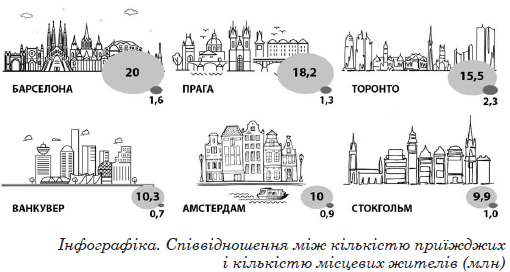 20
БАРСЕЛОНА
1,6
18,2
ПРАГА
1,3
15,5
ТОРОНТО
2,3
10,3
ВАНКУВЕР
0,7
10
АМСТЕРДАМ
0,9
9,9
СТОКГОЛЬМ
1,0
Інфографіка. Співвідношення між кількістю приїжджих
і кількістю місцевих жителів (млн)